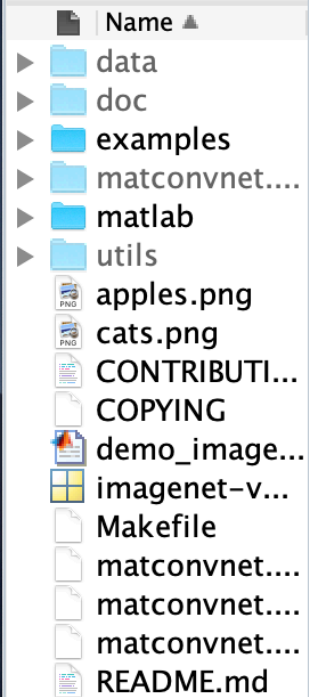 Name
data
doc
examples
matconvnet....
matlab
utils
PNG
apples.png
PNG
cats.png
CONTRIBUTI...
COPYING
demo_image...
imagenet-v...
Makefile
matconvnet....
matconvnet....
matconvnet....
README.md